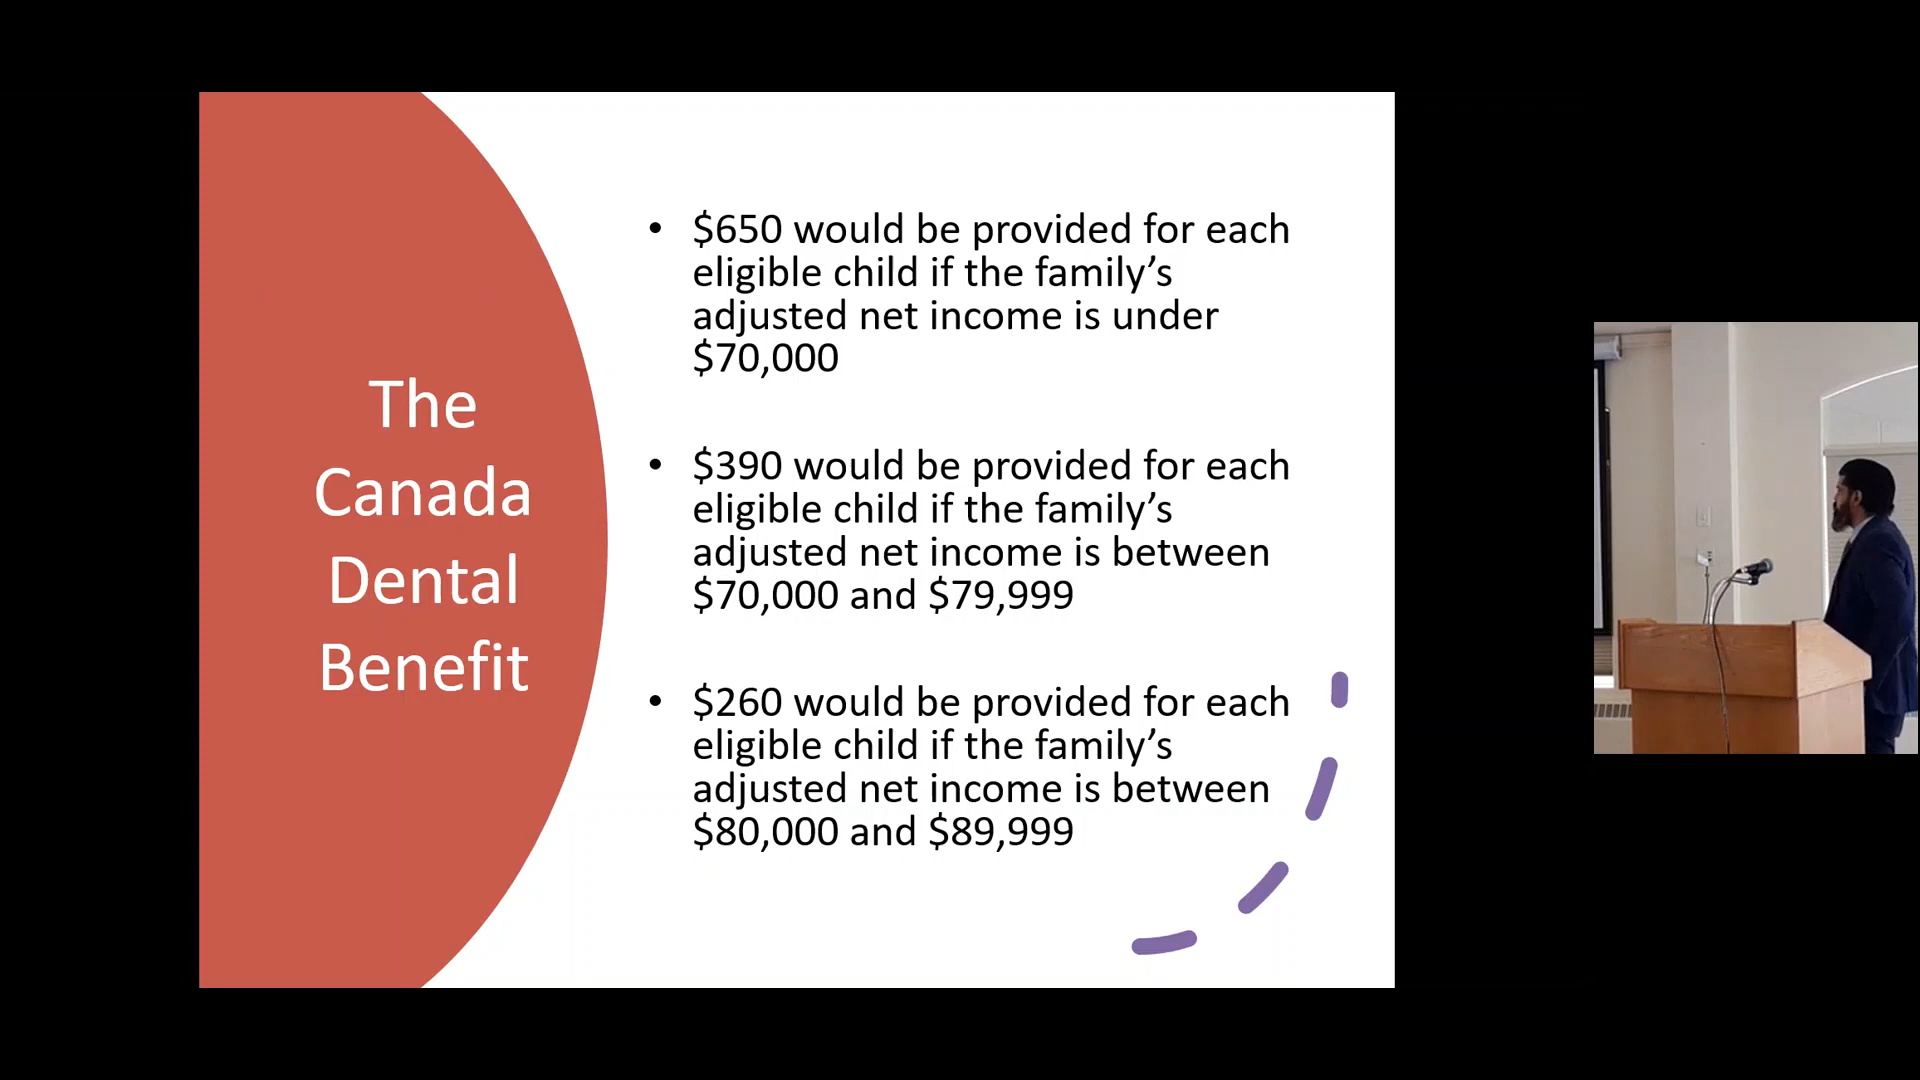 The
Canada
Dental
Benefit
• $650 would be provided for each
eligible child if the family’s
adjusted net income is under
$70,000
• $390 would be provided for each
eligible child if the family’s
adjusted net income is between
$70,000 and $79,999
• $260 would be provided for each
eligible child if the family’s
adjusted net income is between
$80,000 and $89,999